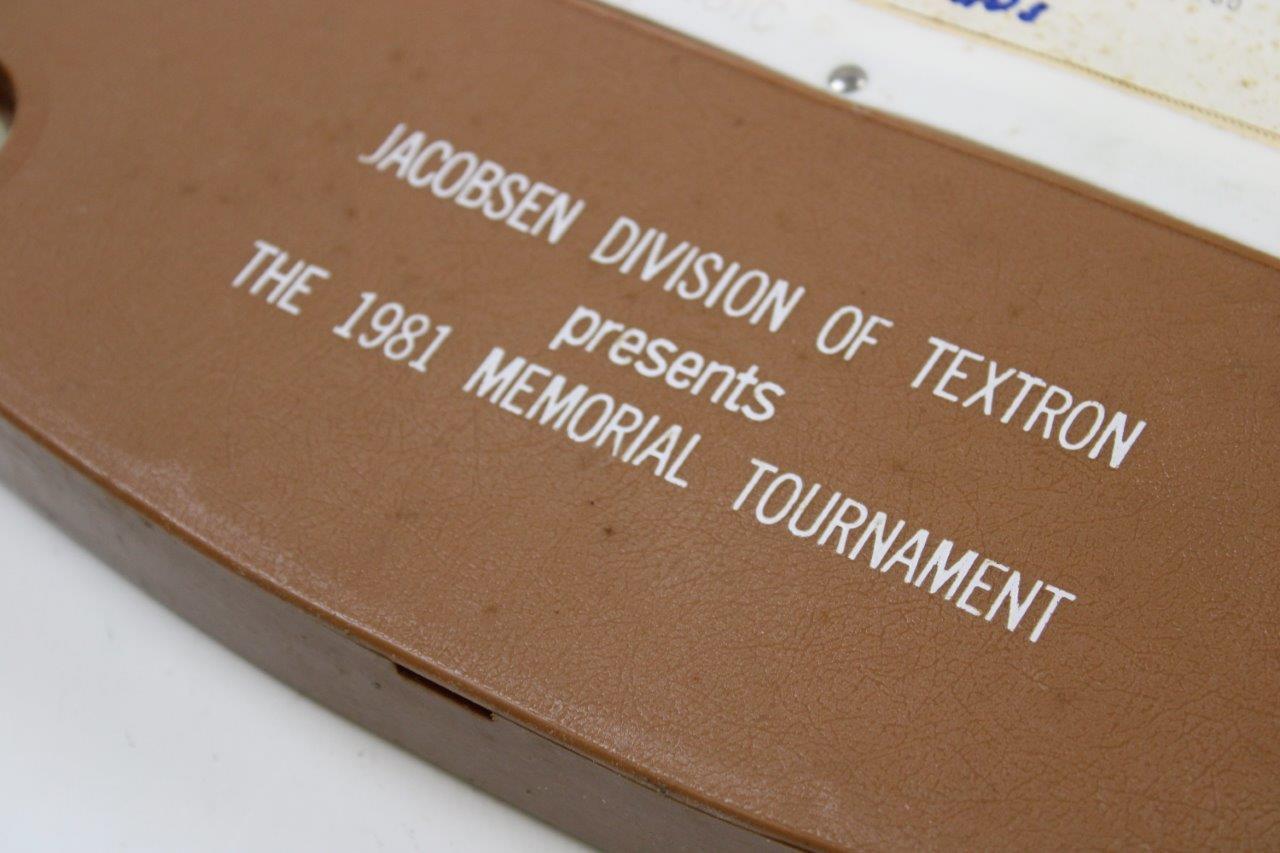 JACOBSEN DIVISION OF TEXTRON
presents
THE 1981 MEMORIAL TOURNAMENT